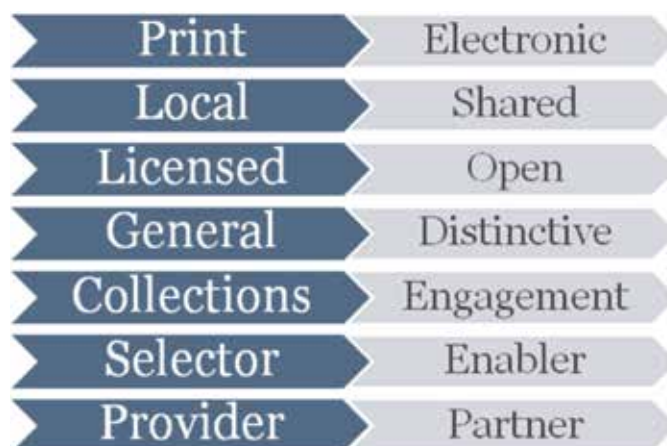 Print Electronic
Local Shared
Licensed Open
General Distinctive
Collections Engagement
Selector Enabler
Provider Partner